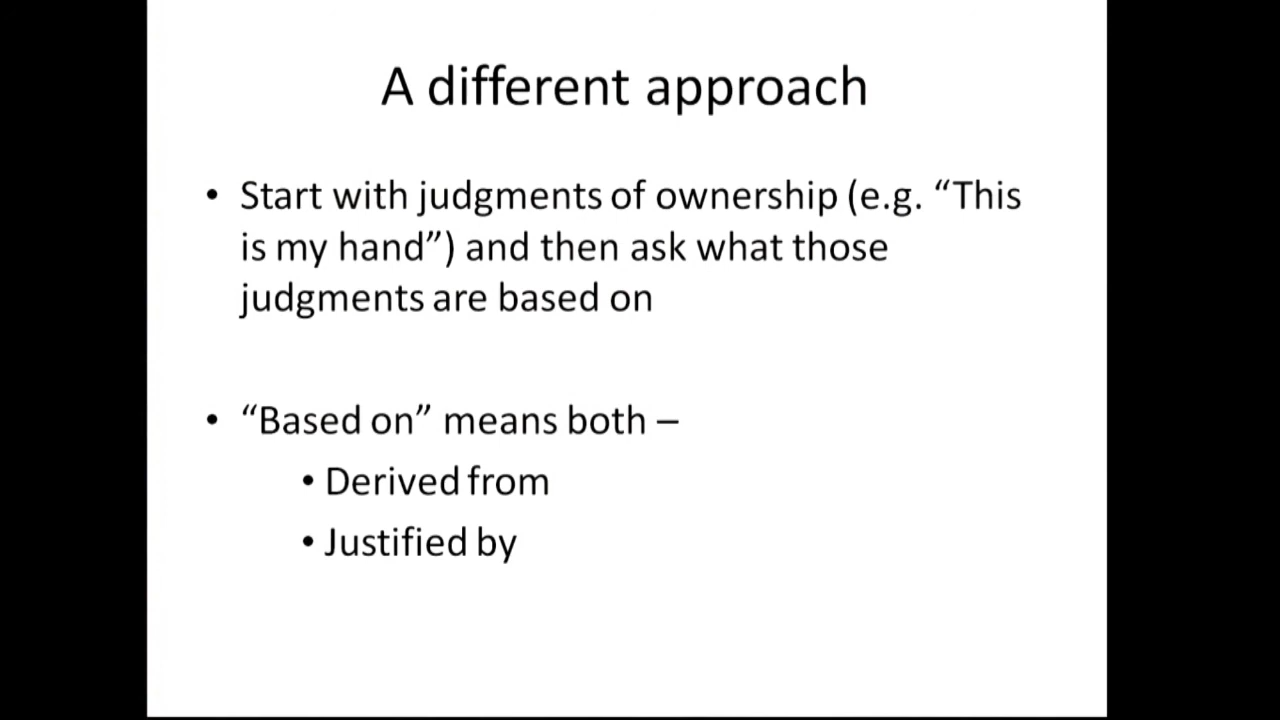 A different approach
• Start with judgments of ownership (e.g. “This
is my hand”) and then ask what those
judgments are based on
• “Based on” means both –
• Derived from
• Justified by